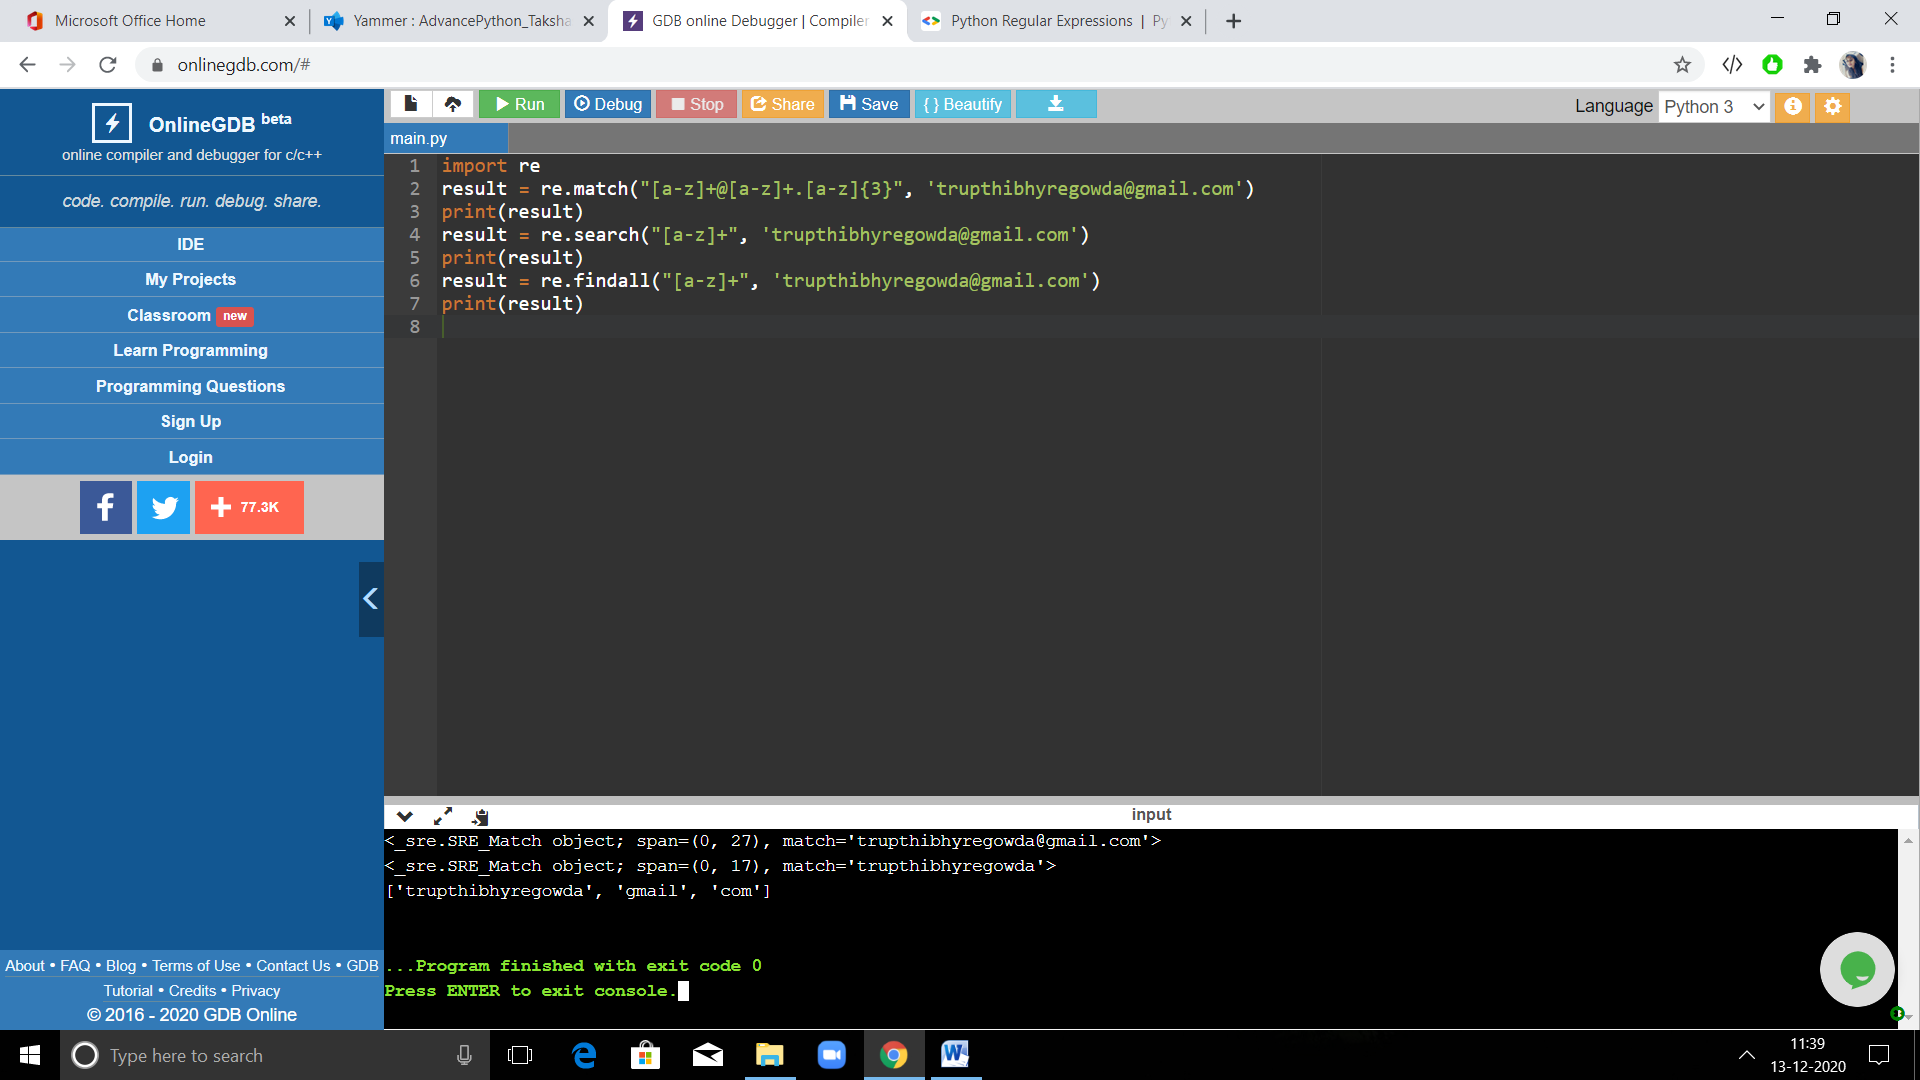 Microsoft Office Home
Yammer : AdvancePython_Taksha
GDB online Debugger | Compiler
Python Regular Expressions | Py
onlinegdb.com/#
OnlineGDB beta
online compiler and debugger for c/c++
code. compile. run. debug. share.
IDE
My Projects
Classroom new
Learn Programming
Programming Questions
Sign Up
Login
77.3K
About • FAQ • Blog • Terms of Use • Contact Us • GDB
Tutorial • Credits • Privacy
© 2016 - 2020 GDB Online
Run Debug Stop Share Save { } Beautify
Language Python 3
main.py
1 import re
2 result = re.match("[a-z]+@[a-z]+.[a-z]{3}", 'trupthibhyregowda@gmail.com')
3 print(result)
4 result = re.search("[a-z]+", 'trupthibhyregowda@gmail.com')
5 print(result)
6 result = re.findall("[a-z]+", 'trupthibhyregowda@gmail.com')
7 print(result)
8
input
<_sre.SRE_Match object; span=(0, 27), match='trupthibhyregowda@gmail.com'>
<_sre.SRE_Match object; span=(0, 17), match='trupthibhyregowda'>
['trupthibhyregowda', 'gmail', 'com']
...Program finished with exit code 0
Press ENTER to exit console.
Type here to search
11:39
13-12-2020